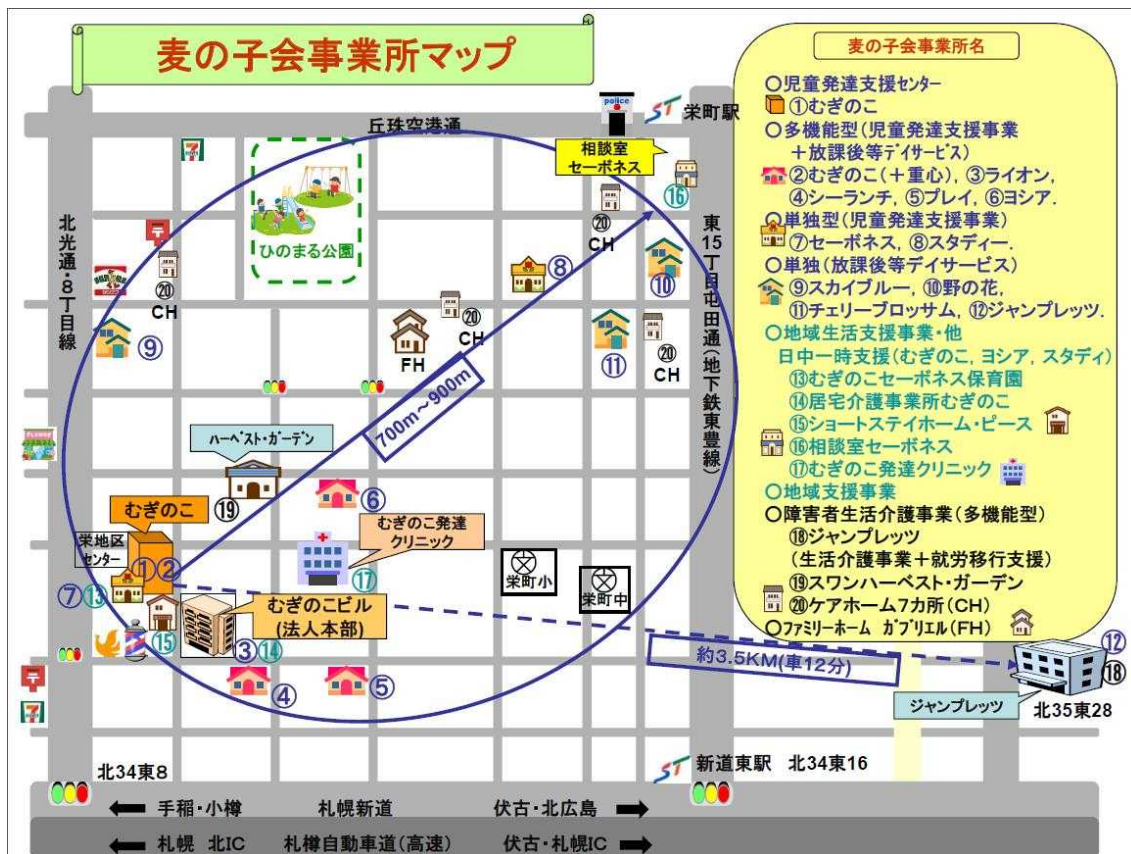 麦の子会事業所マップ
丘珠空港通
police
ST 栄町駅
相談室
セーボネス
⑯
⑳
CH
ひのまる公園
北光通・8丁目線
⑳
CH
⑧
⑩
東15丁目屯田通(地下鉄東豊線)
⑨
⑳
CH
FH
⑪
⑳
CH
700m～900m
ハーベスト・ガーデン
⑲
⑥
むぎのこ
栄地区
センター
①②
むぎのこ発達
クリニック
⑰
栄町小
栄町中
⑦⑬
⑮
むぎのこビル
(法人本部)
③⑭
④
⑤
約3.5KM(車12分)
⑫
⑱
ジャンプレッツ
北35東28
北34東8
ST 新道東駅 北34東16
手稲・小樽
札幌新道
伏古・北広島
札幌 北IC
札樽自動車道(高速)
伏古・札幌IC
麦の子会事業所名
○児童発達支援センター
①むぎのこ
○多機能型(児童発達支援事業
+放課後等デイサービス)
②むぎのこ(+重心), ③ライオン,
④シーランチ, ⑤プレイ, ⑥ヨシア.
○単独型(児童発達支援事業)
⑦セーボネス, ⑧スタディー.
○単独(放課後等デイサービス)
⑨スカイブルー, ⑩野の花,
⑪チェリーブロッサム, ⑫ジャンプレッツ.
○地域生活支援事業・他
日中一時支援(むぎのこ, ヨシア, スタディ)
⑬むぎのこセーボネス保育園
⑭居宅介護事業所むぎのこ
⑮ショートステイホーム・ピース
⑯相談室セーボネス
⑰むぎのこ発達クリニック
○地域支援事業
○障害者生活介護事業(多機能型)
⑱ジャンプレッツ
(生活介護事業+就労移行支援)
⑲スワンハーベスト・ガーデン
⑳ケアホーム7カ所(CH)
○ファミリーホーム ガブリエル(FH)